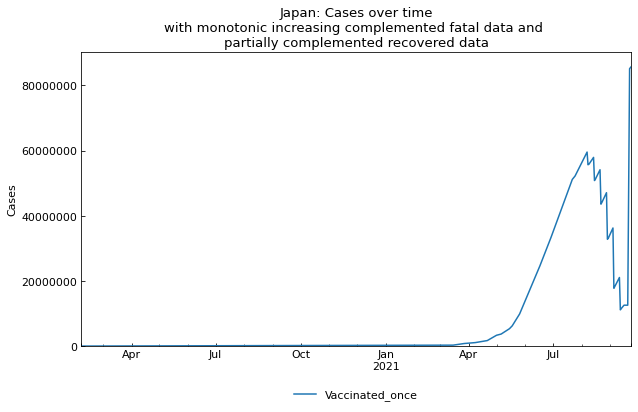 Japan: Cases over time
with monotonic increasing complemented fatal data and
partially complemented recovered data
80000000
60000000
40000000
20000000
0
Cases
Apr
Jul
Oct
Jan
2021
Apr
Jul
Vaccinated_once